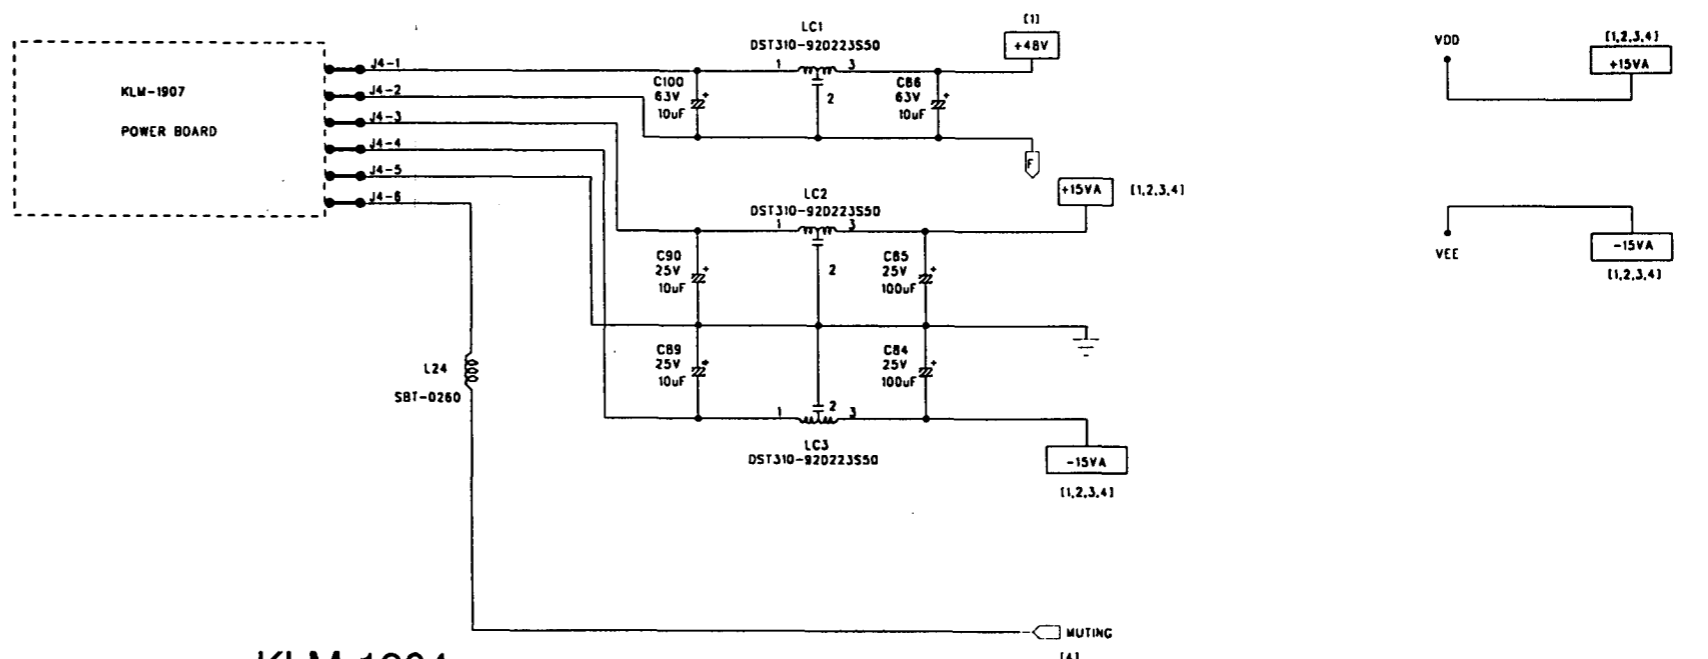 KLM-1907
POWER BOARD
J4-1
J4-2
J4-3
J4-4
J4-5
J4-6
LC1
DST310-92D223S50
1
3
2
C100
63V
10uF
C86
63V
10uF
[1]
+48V
F
LC2
DST310-92D223S50
1
3
2
C90
25V
10uF
C85
25V
100uF
+15VA
[1,2,3,4]
C89
25V
10uF
C84
25V
100uF
2
1
3
LC3
DST310-92D223S50
-15VA
[1,2,3,4]
L24
SBT-0260
MUTING
[4]
VDD
[1,2,3,4]
+15VA
VEE
-15VA
[1,2,3,4]